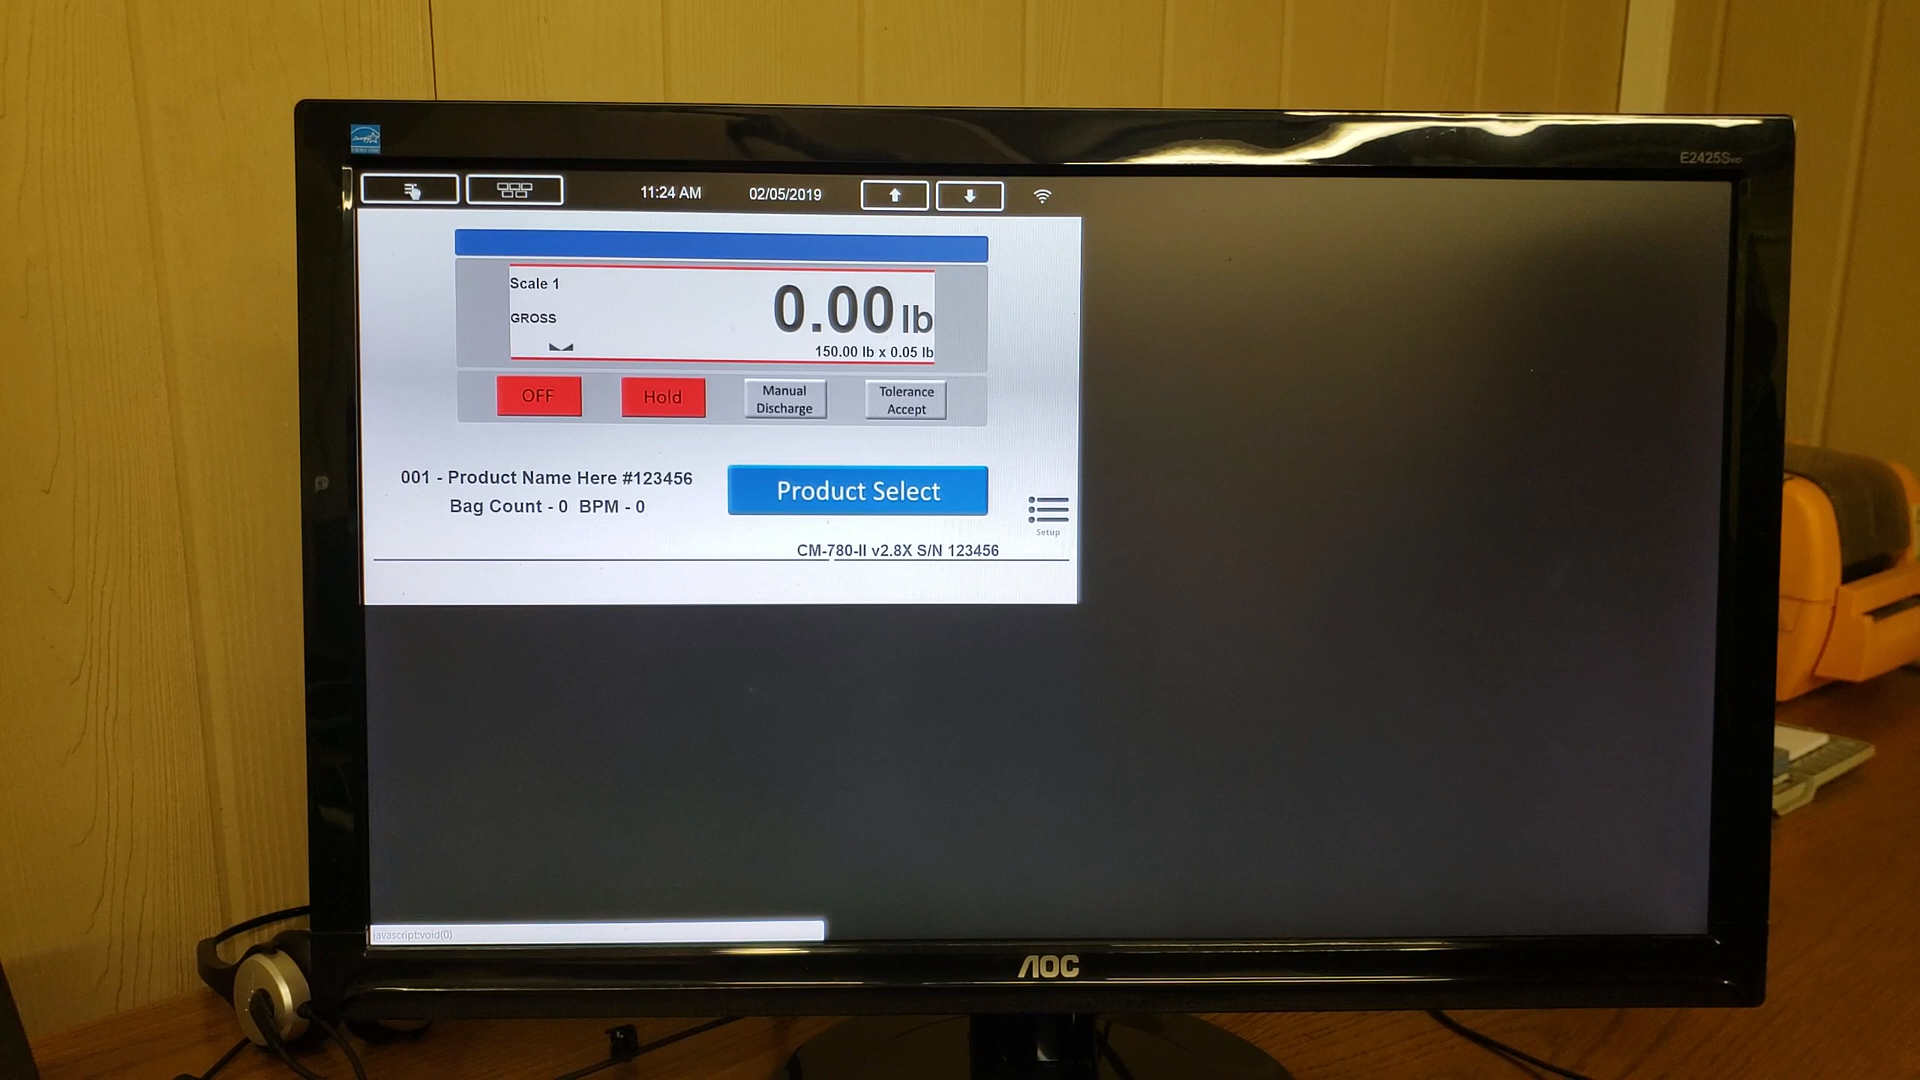 E2425Swd
11:24 AM 02/05/2019
Scale 1
0.00 lb
GROSS
150.00 lb x 0.05 lb
OFF Hold Manual Discharge Tolerance Accept
001 - Product Name Here #123456
Bag Count - 0 BPM - 0
Product Select
Setup
CM-780-II v2.8X S/N 123456
javascript:void(0)
AOC